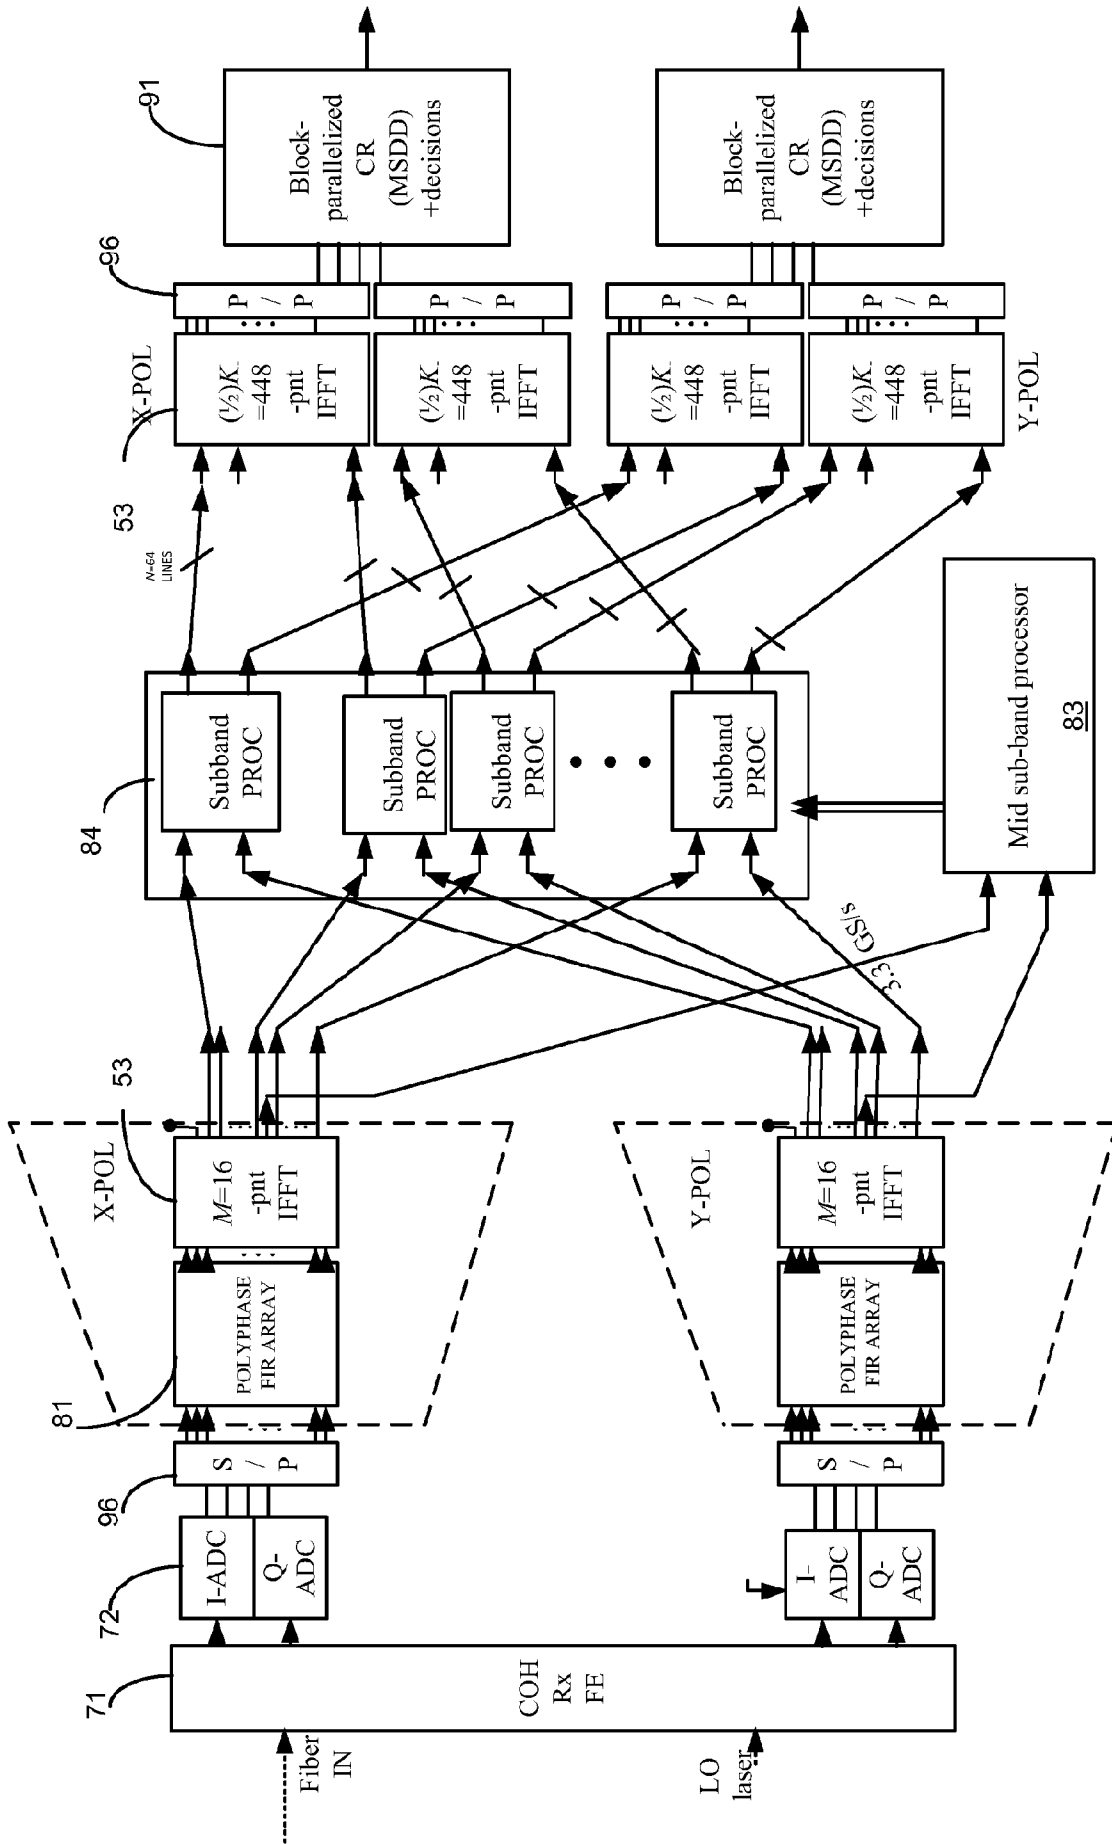 Fiber
IN
LO
laser
71
COH
Rx
FE
72
I-ADC
Q-
ADC
I-
ADC
Q-
ADC
96
S
/
P
S
/
P
81
POLYPHASE
FIR ARRAY
POLYPHASE
FIR ARRAY
X-POL
53
M=16
-pnt
IFFT
Y-POL
M=16
-pnt
IFFT
3.3 GS/s
84
Subband
PROC
Subband
PROC
Subband
PROC
Subband
PROC
Mid sub-band processor
83
N=64
LINES
53
X-POL
(½)K
=448
-pnt
IFFT
(½)K
=448
-pnt
IFFT
(½)K
=448
-pnt
IFFT
(½)K
=448
-pnt
IFFT
Y-POL
96
P
/
P
P
/
P
P
/
P
P
/
P
91
Block-
parallelized
CR
(MSDD)
+decisions
Block-
parallelized
CR
(MSDD)
+decisions